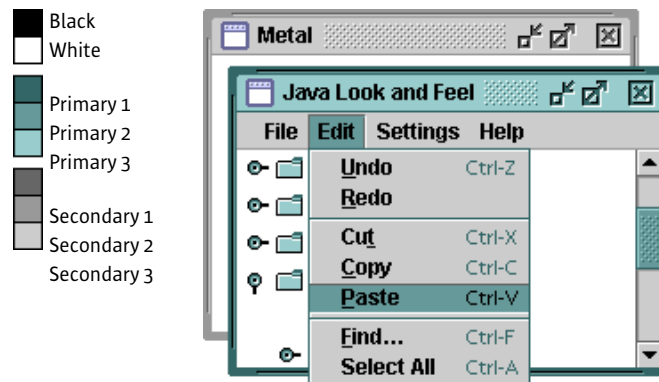 Black
White
Primary 1
Primary 2
Primary 3
Secondary 1
Secondary 2
Secondary 3
Metal
Java Look and Feel
File Edit Settings Help
Undo Ctrl-Z
Redo
Cut Ctrl-X
Copy Ctrl-C
Paste Ctrl-V
Find... Ctrl-F
Select All Ctrl-A